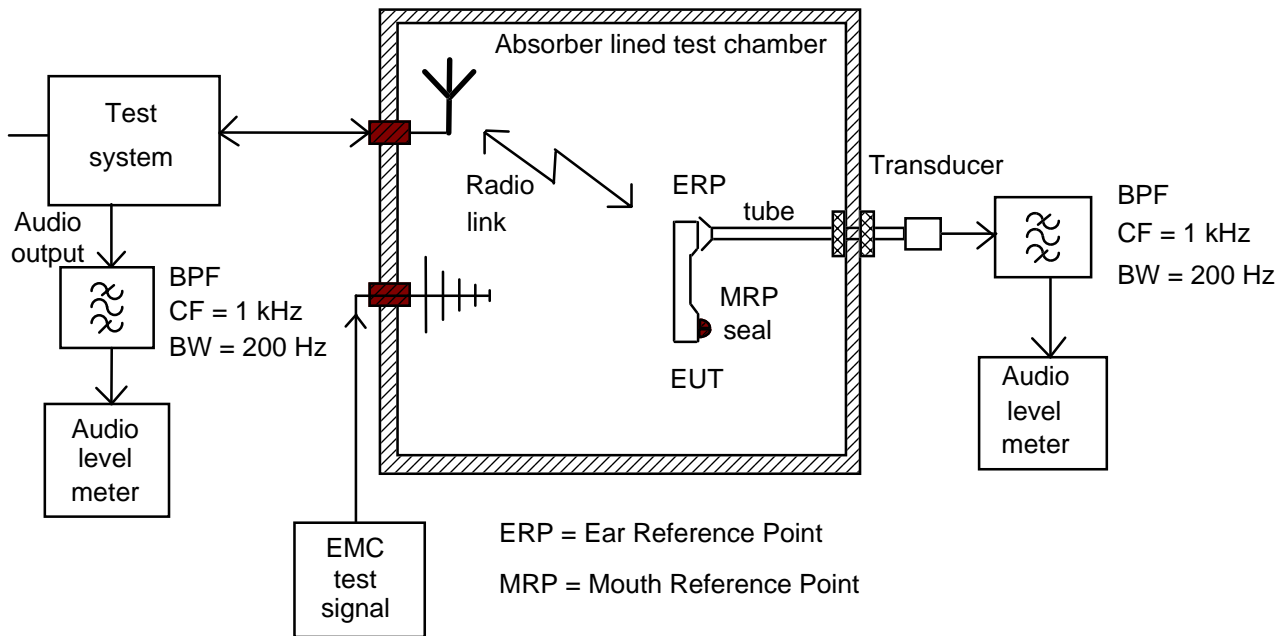 Absorber lined test chamber
Test
system
Audio
output
BPF
CF = 1 kHz
BW = 200 Hz
Audio
level
meter
Radio
link
ERP
tube
Transducer
BPF
CF = 1 kHz
BW = 200 Hz
MRP
seal
EUT
Audio
level
meter
EMC
test
signal
ERP = Ear Reference Point
MRP = Mouth Reference Point